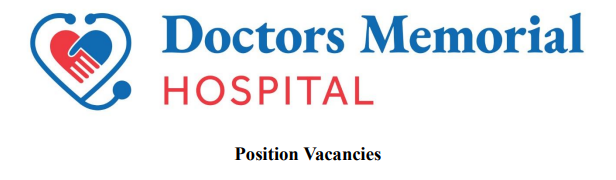 Doctors Memorial
HOSPITAL
Position Vacancies